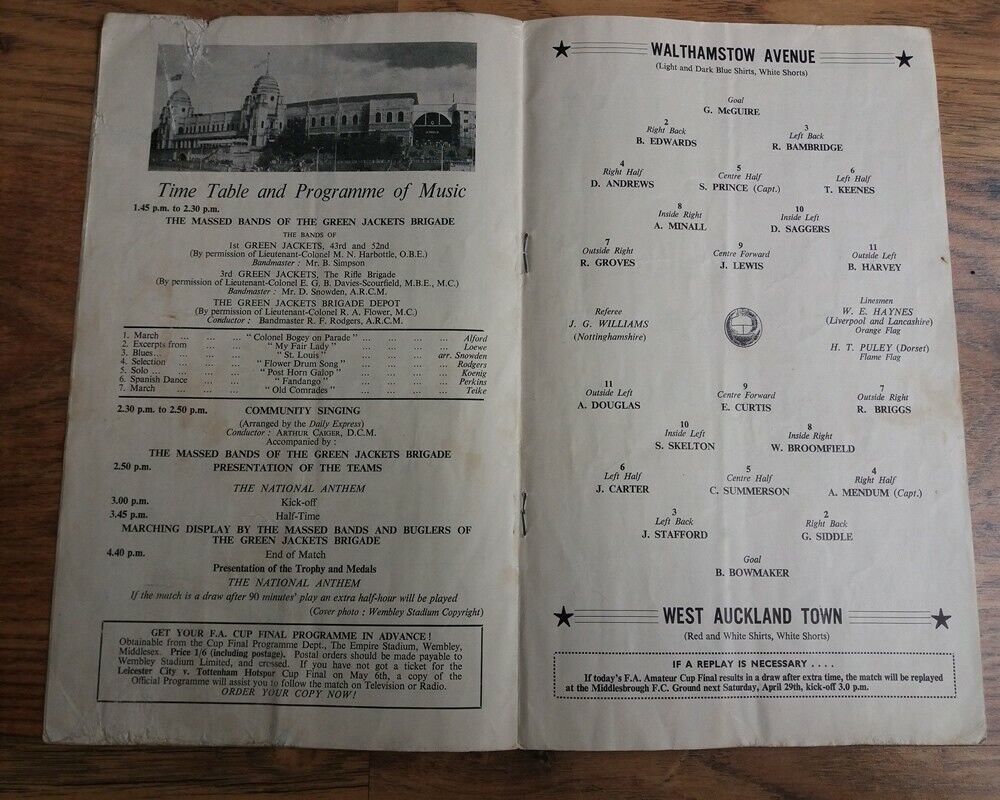 Time Table and Programme of Music
1.45 p.m. to 2.30 p.m.
THE MASSED BANDS OF THE GREEN JACKETS BRIGADE
THE BANDS OF
1st GREEN JACKETS, 43rd and 52nd
(By permission of Lieutenant-Colonel M. N. Harbottle, O.B.E.)
Bandmaster : Mr. B. Simpson
3rd GREEN JACKETS, The Rifle Brigade
(By permission of Lieutenant-Colonel E. G. B. Davies-Scourfield, M.B.E., M.C.)
Bandmaster : Mr. D. Snowden, A.R.C.M.
THE GREEN JACKETS BRIGADE DEPOT
(By permission of Lieutenant-Colonel R. A. Flower, M.C.)
Conductor : Bandmaster R. F. Rodgers, A.R.C.M.
1. March ... ... ... " Colonel Bogey on Parade " ... ... ... ... Alford
2. Excerpts from ... ... " My Fair Lady " ... ... ... ... Loewe
3. Blues... ... ... ... " St. Louis " ... ... ... ... arr. Snowden
4. Selection ... ... ... " Flower Drum Song " ... ... ... ... Rodgers
5. Solo ... ... ... ... " Post Horn Galop " ... ... ... ... Koenig
6. Spanish Dance ... ... " Fandango " ... ... ... ... Perkins
7. March ... ... ... " Old Comrades " ... ... ... ... Teike
2.30 p.m. to 2.50 p.m. COMMUNITY SINGING
(Arranged by the Daily Express)
Conductor : ARTHUR CAIGER, D.C.M.
Accompanied by :
THE MASSED BANDS OF THE GREEN JACKETS BRIGADE
2.50 p.m. PRESENTATION OF THE TEAMS
THE NATIONAL ANTHEM
3.00 p.m. Kick-off
3.45 p.m. Half-Time
MARCHING DISPLAY BY THE MASSED BANDS AND BUGLERS OF
THE GREEN JACKETS BRIGADE
4.40 p.m. End of Match
Presentation of the Trophy and Medals
THE NATIONAL ANTHEM
If the match is a draw after 90 minutes' play an extra half-hour will be played
(Cover photo : Wembley Stadium Copyright)
GET YOUR F.A. CUP FINAL PROGRAMME IN ADVANCE !
Obtainable from the Cup Final Programme Dept., The Empire Stadium, Wembley,
Middlesex. Price 1/6 (including postage). Postal orders should be made payable to
Wembley Stadium Limited, and crossed. If you have not got a ticket for the
Leicester City v. Tottenham Hotspur Cup Final on May 6th, a copy of the
Official Programme will assist you to follow the match on Television or Radio.
ORDER YOUR COPY NOW!
WALTHAMSTOW AVENUE
(Light and Dark Blue Shirts, White Shorts)
Goal
G. McGUIRE
2 3
Right Back Left Back
B. EDWARDS R. BAMBRIDGE
4 5 6
Right Half Centre Half Left Half
D. ANDREWS S. PRINCE (Capt.) T. KEENES
8 10
Inside Right Inside Left
A. MINALL D. SAGGERS
7 9 11
Outside Right Centre Forward Outside Left
R. GROVES J. LEWIS B. HARVEY
Referee
J. G. WILLIAMS
(Nottinghamshire)
Linesmen
W. E. HAYNES
(Liverpool and Lancashire)
Orange Flag
H. T. PULEY (Dorset)
Flame Flag
11 9 7
Outside Left Centre Forward Outside Right
A. DOUGLAS E. CURTIS R. BRIGGS
10 8
Inside Left Inside Right
S. SKELTON W. BROOMFIELD
6 5 4
Left Half Centre Half Right Half
J. CARTER C. SUMMERSON A. MENDUM (Capt.)
3 2
Left Back Right Back
J. STAFFORD G. SIDDLE
Goal
B. BOWMAKER
WEST AUCKLAND TOWN
(Red and White Shirts, White Shorts)
IF A REPLAY IS NECESSARY . . . .
If today's F.A. Amateur Cup Final results in a draw after extra time, the match will be replayed
at the Middlesbrough F.C. Ground next Saturday, April 29th, kick-off 3.0 p.m.